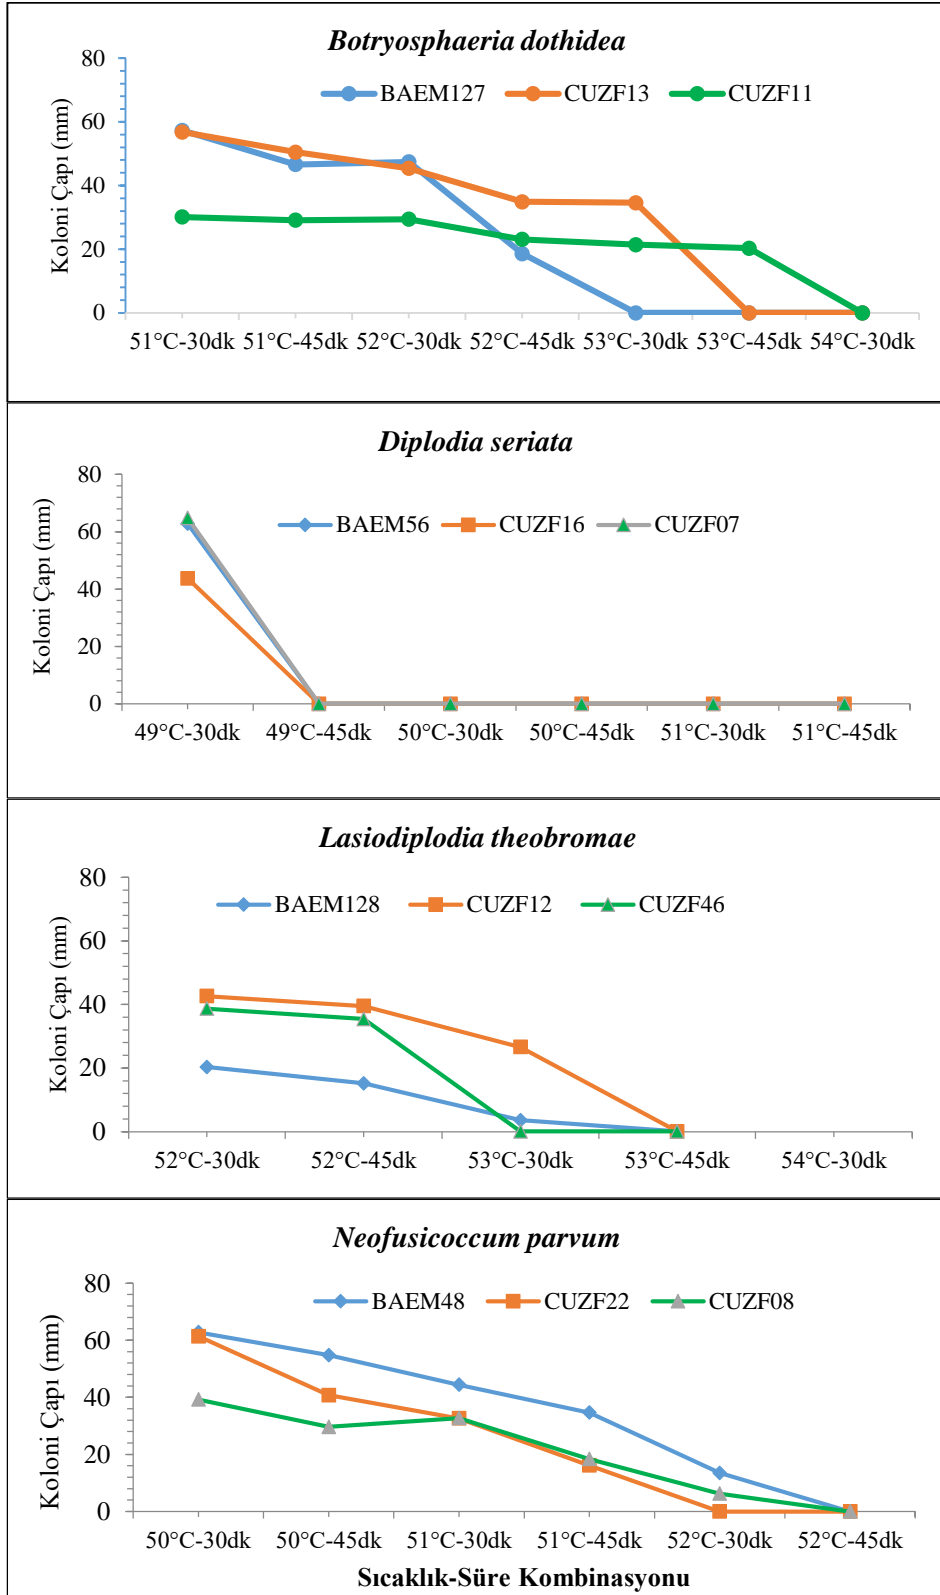 Botryosphaeria dothidea
80
BAEM127 CUZF13 CUZF11
60
40
20
0
Koloni Çapı (mm)
51°C-30dk 51°C-45dk 52°C-30dk 52°C-45dk 53°C-30dk 53°C-45dk 54°C-30dk
Diplodia seriata
80
BAEM56 CUZF16 CUZF07
60
40
20
0
Koloni Çapı (mm)
49°C-30dk 49°C-45dk 50°C-30dk 50°C-45dk 51°C-30dk 51°C-45dk
Lasiodiplodia theobromae
80
BAEM128 CUZF12 CUZF46
60
40
20
0
Koloni Çapı (mm)
52°C-30dk 52°C-45dk 53°C-30dk 53°C-45dk 54°C-30dk
Neofusicoccum parvum
80
BAEM48 CUZF22 CUZF08
60
40
20
0
Koloni Çapı (mm)
50°C-30dk 50°C-45dk 51°C-30dk 51°C-45dk 52°C-30dk 52°C-45dk
Sıcaklık-Süre Kombinasyonu